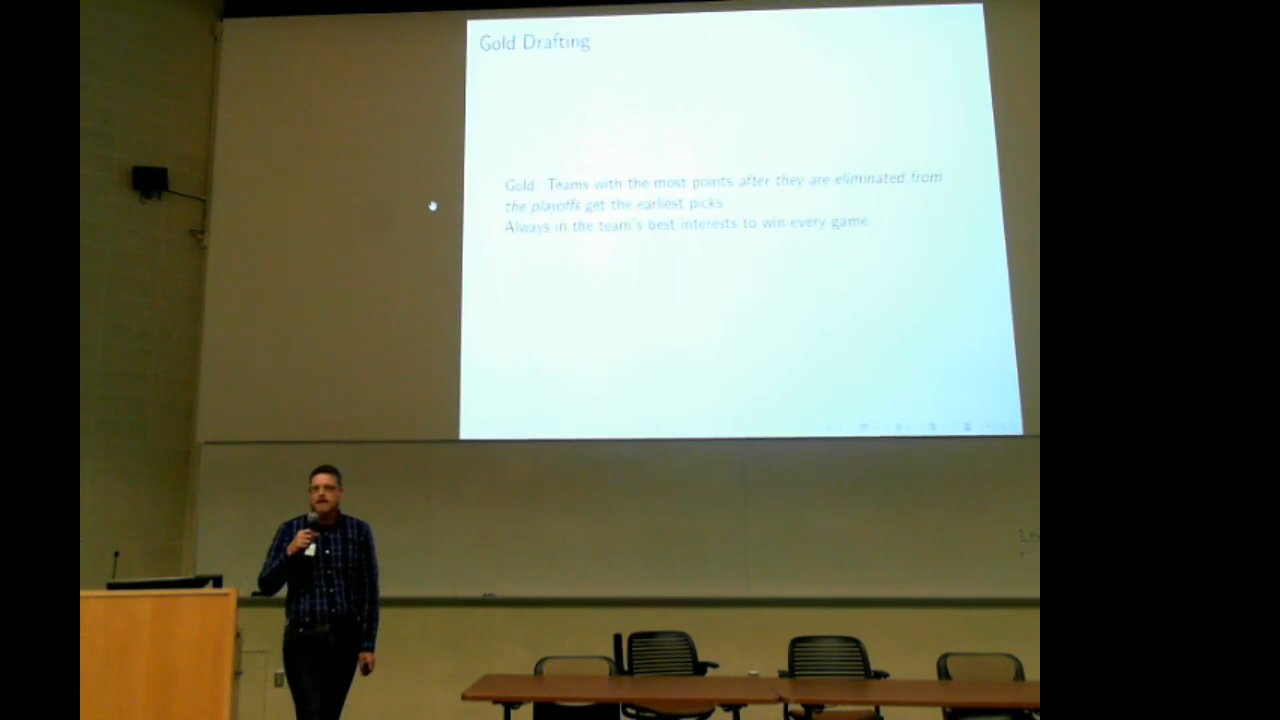 Gold Drafting
Gold: Teams with the most points after they are eliminated from
the playoffs get the earliest picks.
Always in the team's best interests to win every game.